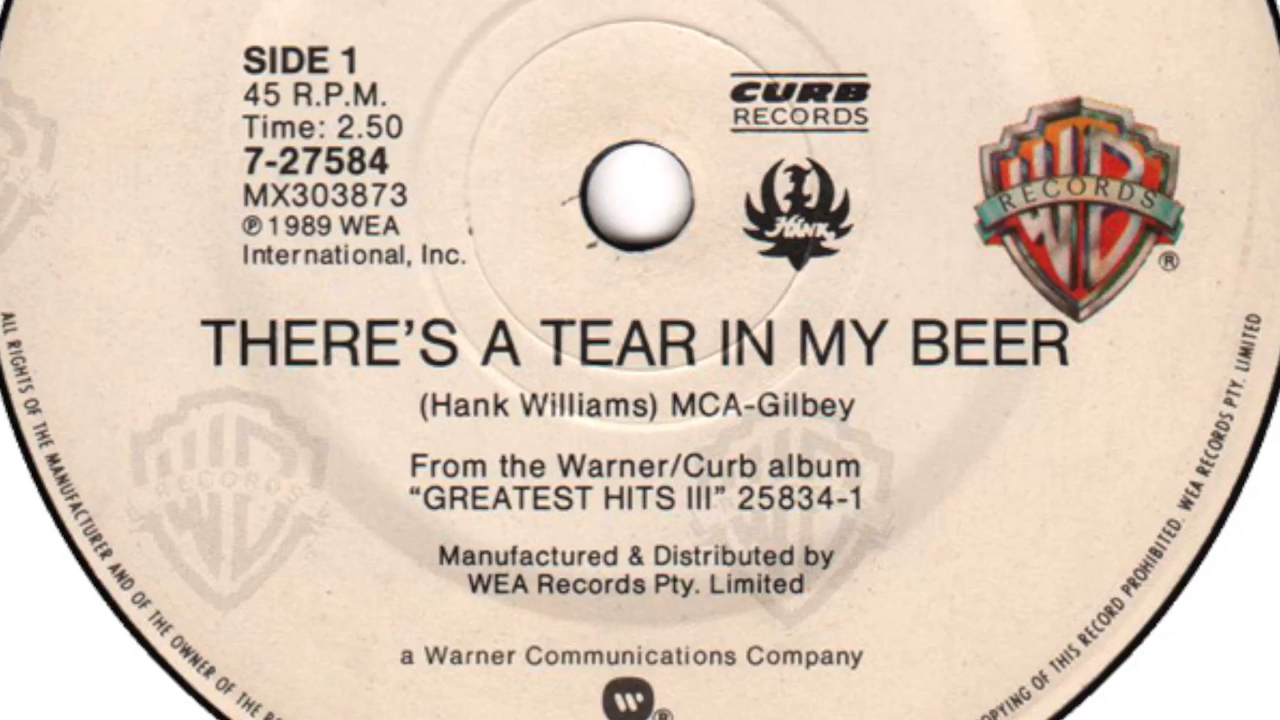 SIDE 1
45 R.P.M.
Time: 2.50
7-27584
MX303873
℗ 1989 WEA
International, Inc.
CURB
RECORDS
HANK
WB
RECORDS
®
THERE'S A TEAR IN MY BEER
(Hank Williams) MCA-Gilbey
From the Warner/Curb album
"GREATEST HITS III" 25834-1
Manufactured & Distributed by
WEA Records Pty. Limited
a Warner Communications Company
W
®
RECORDS
ALL RIGHTS OF THE MANUFACTURER AND OF THE OWNER OF THE
OF THIS RECORD PROHIBITED. WEA RECORDS PTY. LIMITED